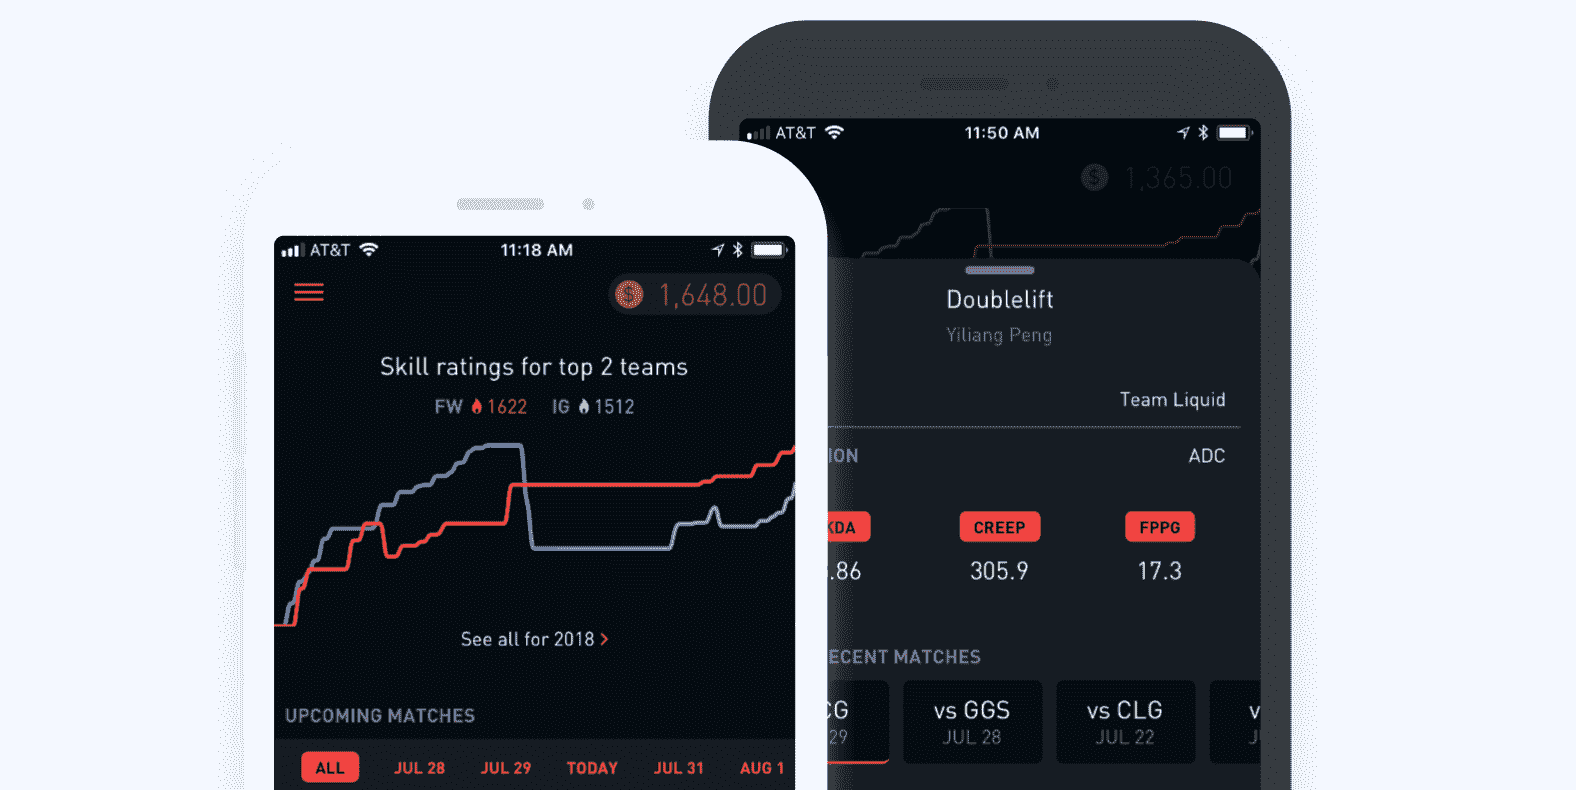 AT&T 11:18 AM
1,648.00
Skill ratings for top 2 teams
FW 1622 IG 1512
See all for 2018
UPCOMING MATCHES
ALL JUL 28 JUL 29 TODAY JUL 31 AUG 1
AT&T 11:50 AM
1,365.00
Doublelift
Yiliang Peng
Team Liquid
ION ADC
KDA CREEP FPPG
.86 305.9 17.3
ECENT MATCHES
CG vs GGS vs CLG v
29 JUL 28 JUL 22 J